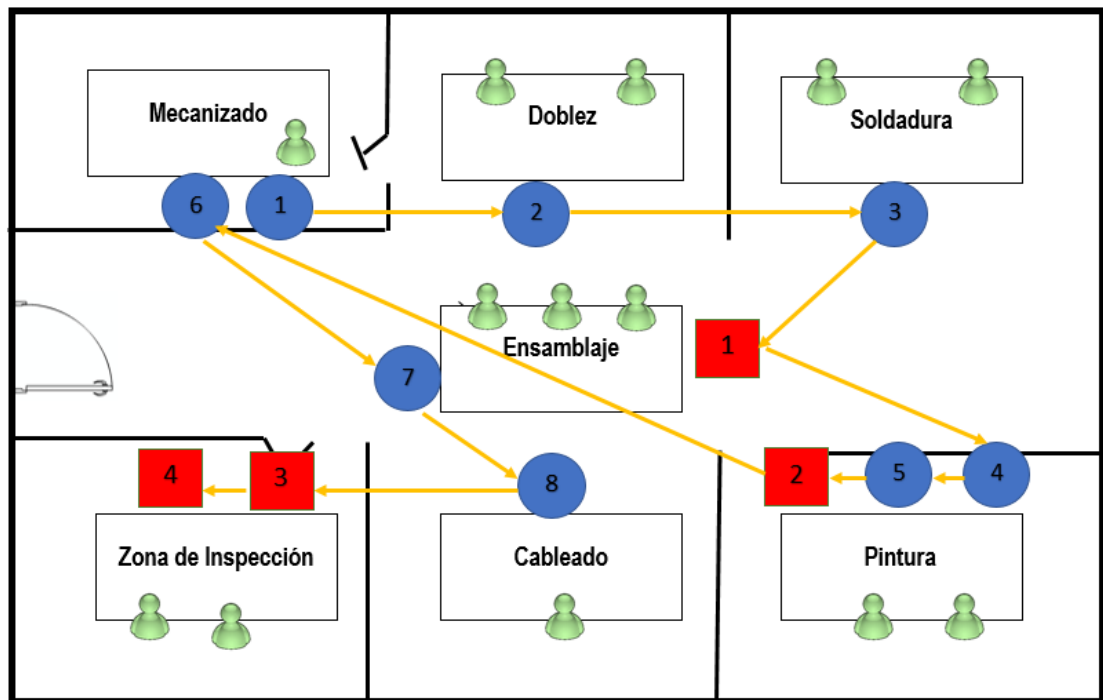 Mecanizado
Doblez
Soldadura
6
1
2
3
Ensamblaje
1
7
4
3
8
2
5
4
Zona de Inspección
Cableado
Pintura